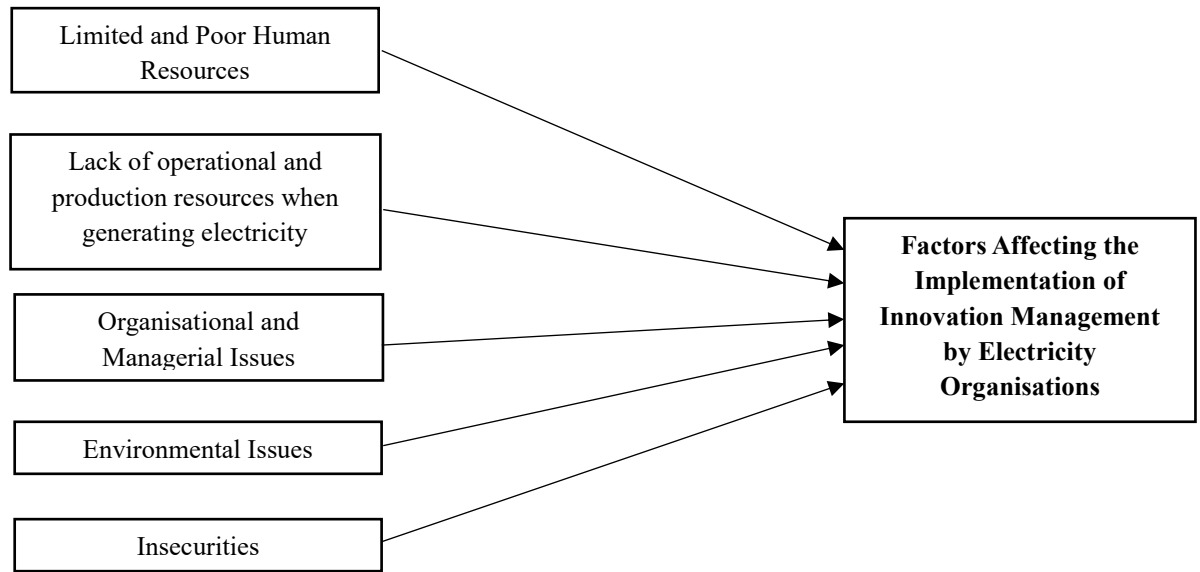 Limited and Poor Human
Resources
Lack of operational and
production resources when
generating electricity
Organisational and
Managerial Issues
Environmental Issues
Insecurities
Factors Affecting the
Implementation of
Innovation Management
by Electricity
Organisations